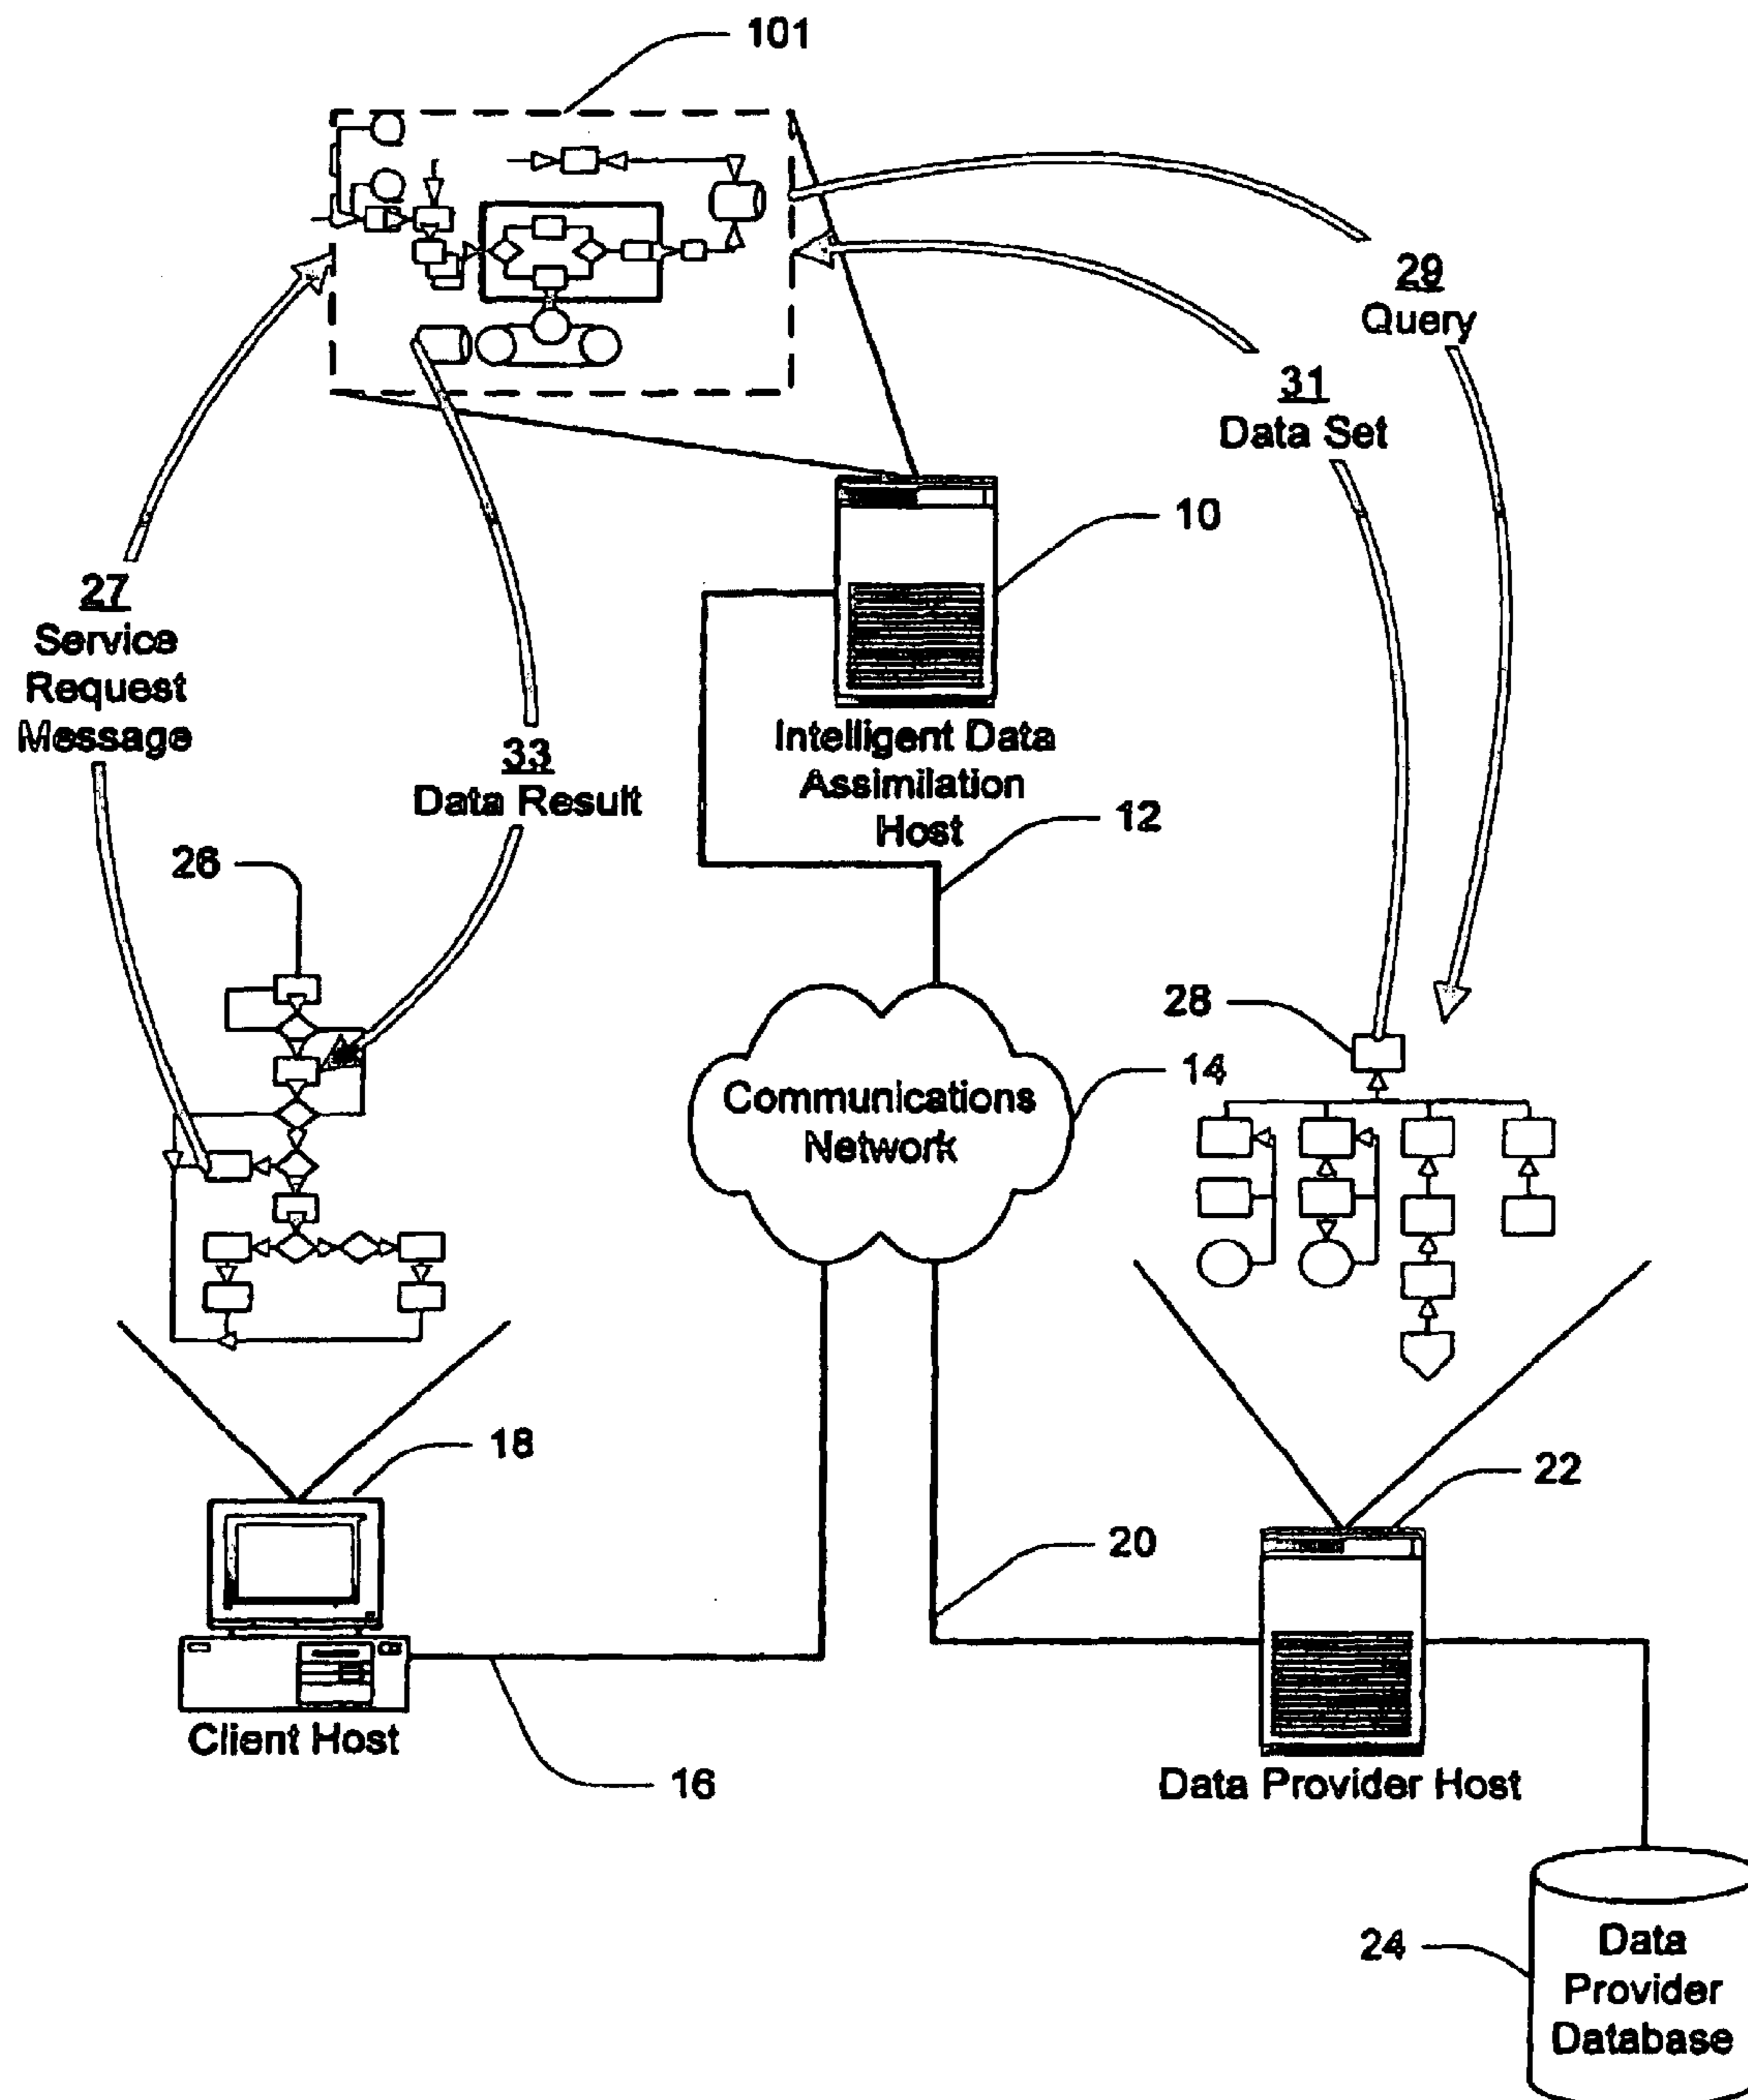 101
29
Query
31
Data Set
10
27
Service
Request
Message
33
Data Result
Intelligent Data
Assimilation
Host
12
26
28
14
Communications
Network
18
22
20
Client Host
16
Data Provider Host
24
Data
Provider
Database